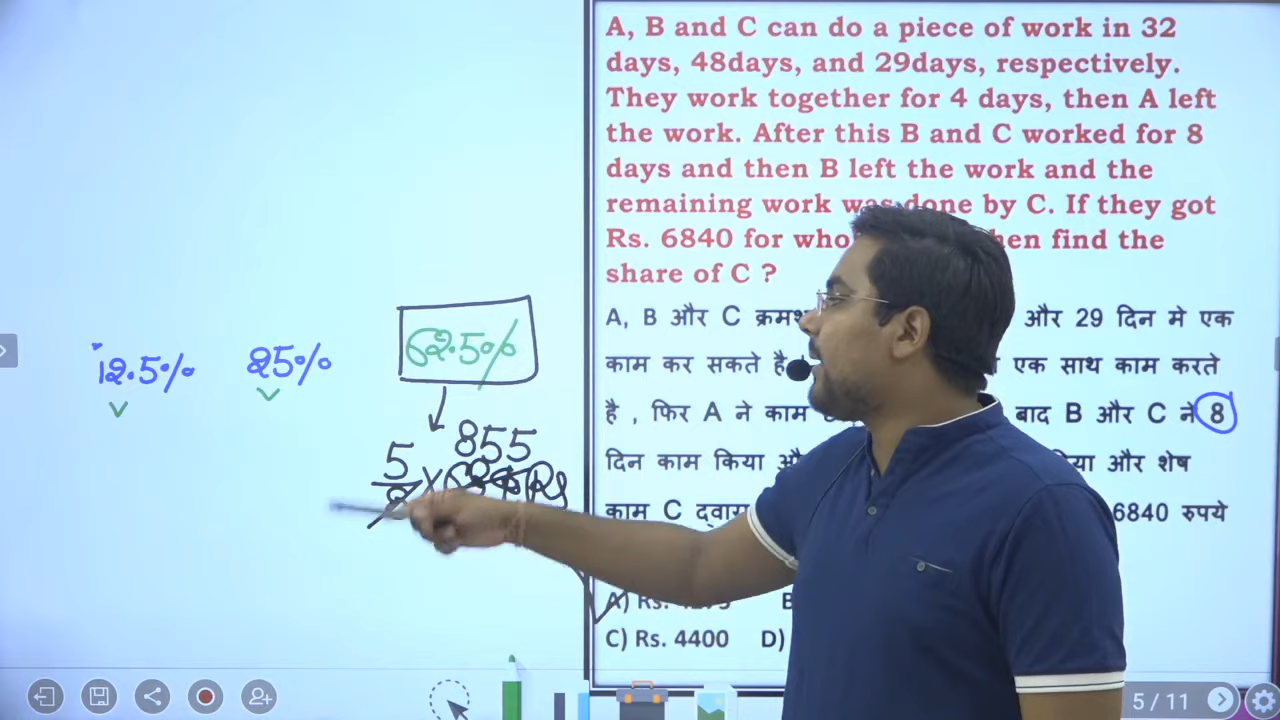 A, B and C can do a piece of work in 32
days, 48days, and 29days, respectively.
They work together for 4 days, then A left
the work. After this B and C worked for 8
days and then B left the work and the
remaining work was done by C. If they got
Rs. 6840 for who hen find the
share of C ?
A, B और C और 29 दिन मे एक
काम कर सकते है एक साथ काम करते
है , फिर A ने काम बाद B और C ने 8
दिन काम किया और शेष
काम C द्वारा 6840 रुपये
A) Rs.
B
C) Rs. 4400 D)
12.5% 25% 62.5%
855
5
×
5 / 11